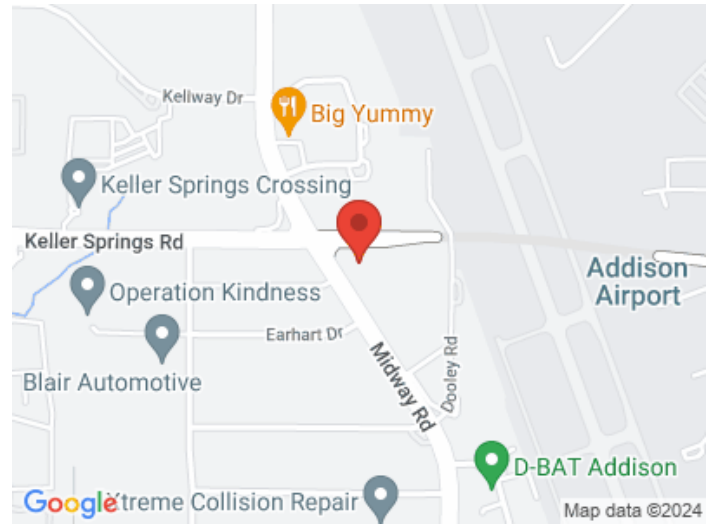 Kellway Dr
Big Yummy
Keller Springs Crossing
Keller Springs Rd
Addison
Airport
Operation Kindness
Earhart Dr
Blair Automotive
Midway Rd
Dooley Rd
D-BAT Addison
Google
Xtreme Collision Repair
Map data ©2024